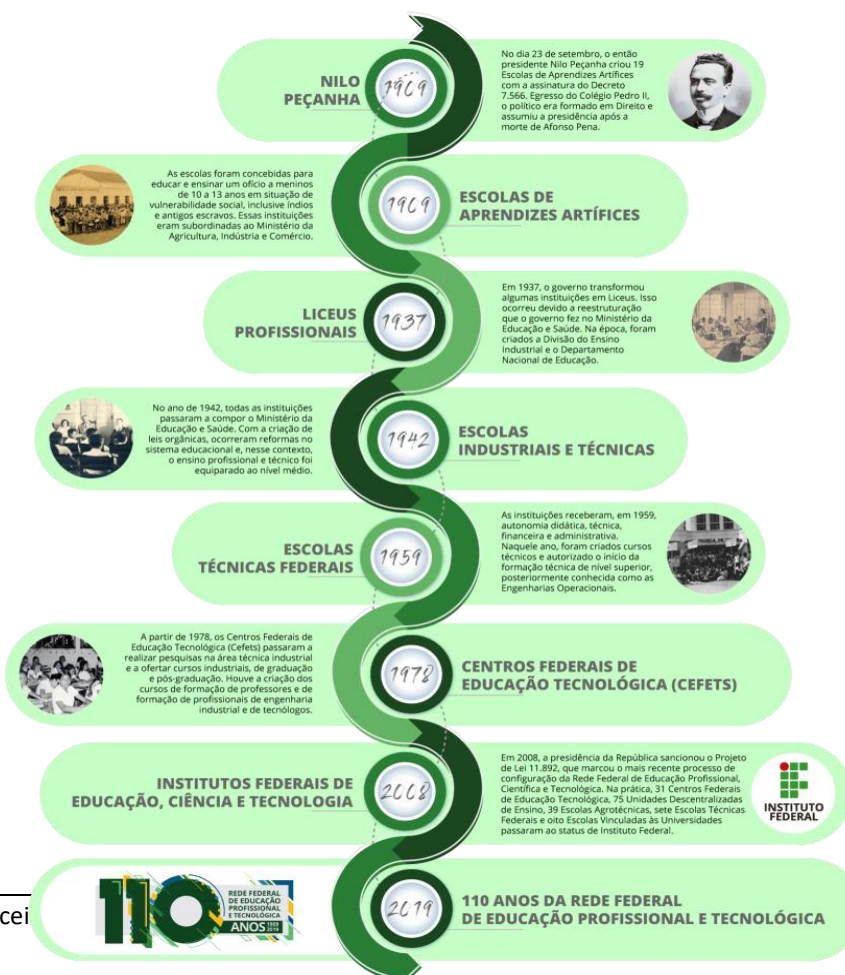 NILO
PEÇANHA
1909
No dia 23 de setembro, o então
presidente Nilo Peçanha criou 19
Escolas de Aprendizes Artífices
com a assinatura do Decreto
7.566. Egresso do Colégio Pedro II,
o político era formado em Direito e
assumiu a presidência após a
morte de Afonso Pena.
As escolas foram concebidas para
educar e ensinar um ofício a meninos
de 10 a 13 anos em situação de
vulnerabilidade social, inclusive índios
e antigos escravos. Essas instituições
eram subordinadas ao Ministério da
Agricultura, Indústria e Comércio.
1909
ESCOLAS DE
APRENDIZES ARTÍFICES
LICEUS
PROFISSIONAIS
1937
Em 1937, o governo transformou
algumas instituições em Liceus. Isso
ocorreu devido a reestruturação
que o governo fez no Ministério da
Educação e Saúde. Na época, foram
criados a Divisão do Ensino
Industrial e o Departamento
Nacional de Educação.
No ano de 1942, todas as instituições
passaram a compor o Ministério da
Educação e Saúde. Com a criação de
leis orgânicas, ocorreram reformas no
sistema educacional e, nesse contexto,
o ensino profissional e técnico foi
equiparado ao nível médio.
1942
ESCOLAS
INDUSTRIAIS E TÉCNICAS
ESCOLAS
TÉCNICAS FEDERAIS
1959
As instituições receberam, em 1959,
autonomia didática, técnica,
financeira e administrativa.
Naquele ano, foram criados cursos
técnicos e autorizado o início da
formação técnica de nível superior,
posteriormente conhecida como as
Engenharias Operacionais.
A partir de 1978, os Centros Federais de
Educação Tecnológica (Cefets) passaram a
realizar pesquisas na área técnica industrial
e a ofertar cursos industriais, de graduação
e pós-graduação. Houve a criação dos
cursos de formação de professores e de
formação de profissionais de engenharia
industrial e de tecnólogos.
1978
CENTROS FEDERAIS DE
EDUCAÇÃO TECNOLÓGICA (CEFETS)
INSTITUTOS FEDERAIS DE
EDUCAÇÃO, CIÊNCIA E TECNOLOGIA
2008
Em 2008, a presidência da República sancionou o Projeto
de Lei 11.892, que marcou o mais recente processo de
configuração da Rede Federal de Educação Profissional,
Científica e Tecnológica. Na prática, 31 Centros Federais
de Educação Tecnológica, 75 Unidades Descentralizadas
de Ensino, 39 Escolas Agrotécnicas, sete Escolas Técnicas
Federais e oito Escolas Vinculadas às Universidades
passaram ao status de Instituto Federal.
INSTITUTO
FEDERAL
cei
110
REDE FEDERAL
DE EDUCAÇÃO
PROFISSIONAL
E TECNOLÓGICA
ANOS 1909
2019
2019
110 ANOS DA REDE FEDERAL
DE EDUCAÇÃO PROFISSIONAL E TECNOLÓGICA